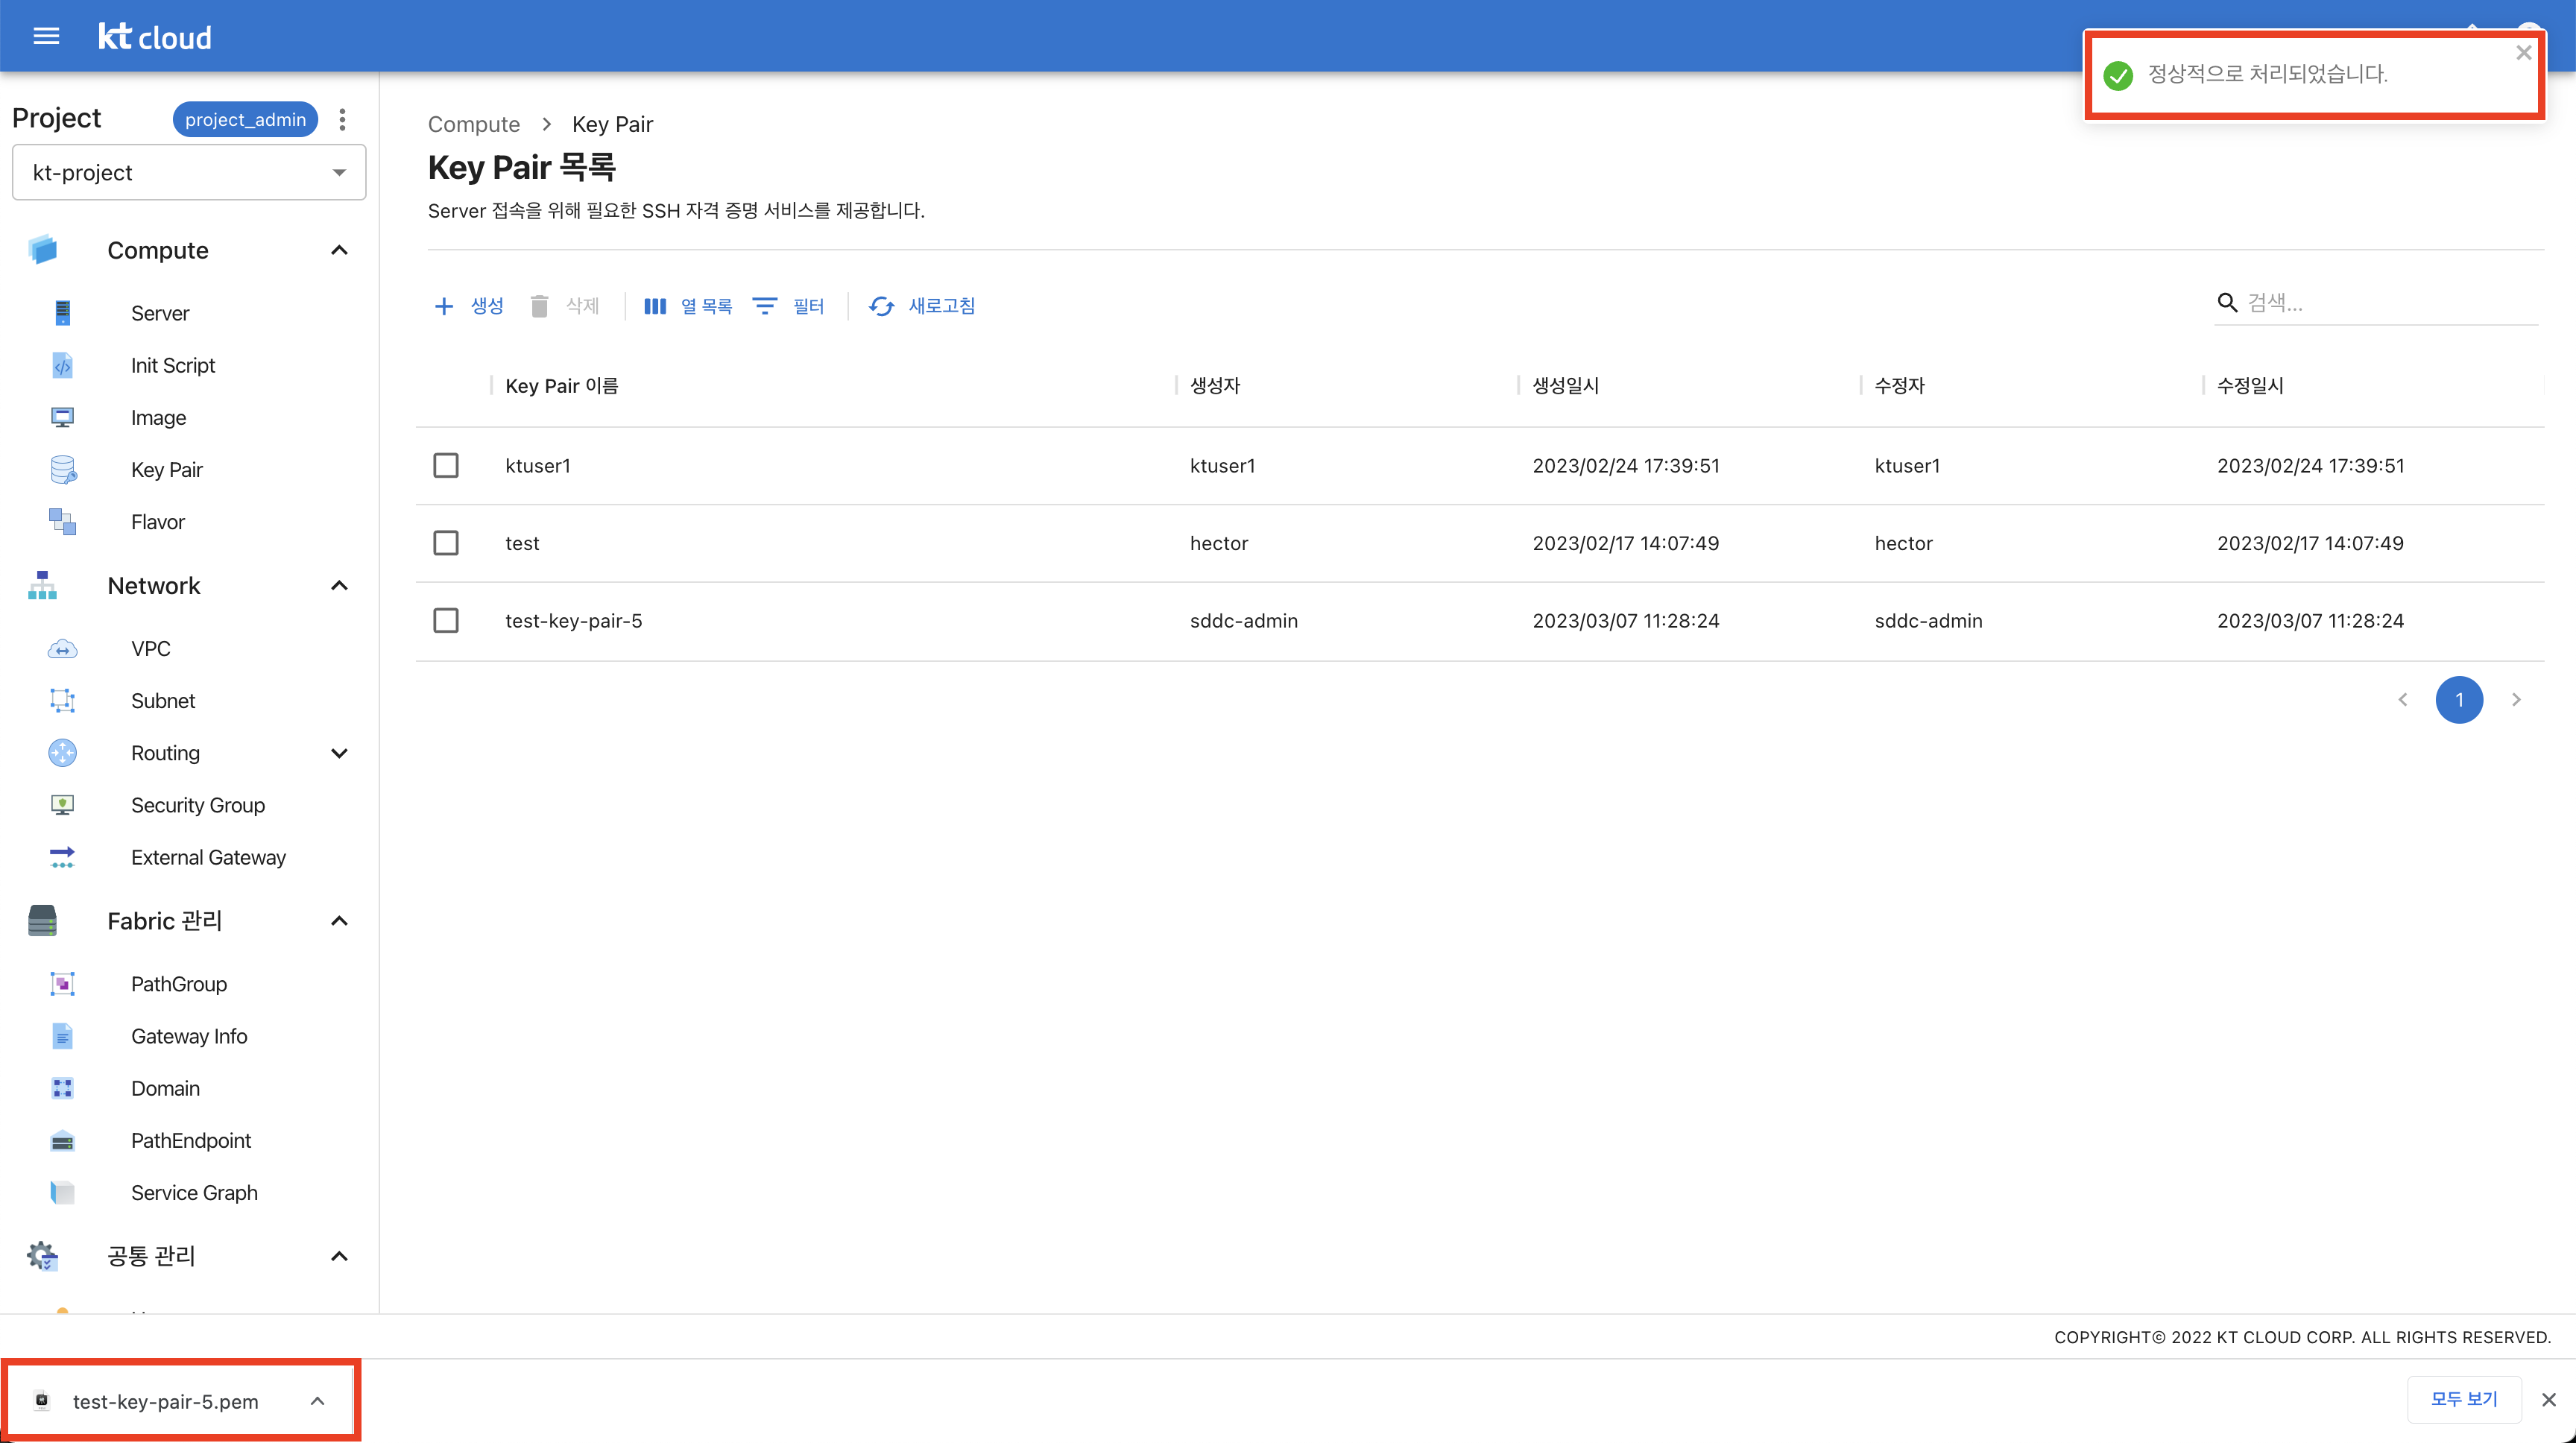 kt cloud
정상적으로 처리되었습니다.
Project
project_admin
kt-project
Compute
Server
Init Script
Image
Key Pair
Flavor
Network
VPC
Subnet
Routing
Security Group
External Gateway
Fabric 관리
PathGroup
Gateway Info
Domain
PathEndpoint
Service Graph
공통 관리
Compute > Key Pair
Key Pair 목록
Server 접속을 위해 필요한 SSH 자격 증명 서비스를 제공합니다.
생성 삭제 열 목록 필터 새로고침
검색...
Key Pair 이름 생성자 생성일시 수정자 수정일시
ktuser1 ktuser1 2023/02/24 17:39:51 ktuser1 2023/02/24 17:39:51
test hector 2023/02/17 14:07:49 hector 2023/02/17 14:07:49
test-key-pair-5 sddc-admin 2023/03/07 11:28:24 sddc-admin 2023/03/07 11:28:24
1
COPYRIGHT© 2022 KT CLOUD CORP. ALL RIGHTS RESERVED.
test-key-pair-5.pem
모두 보기